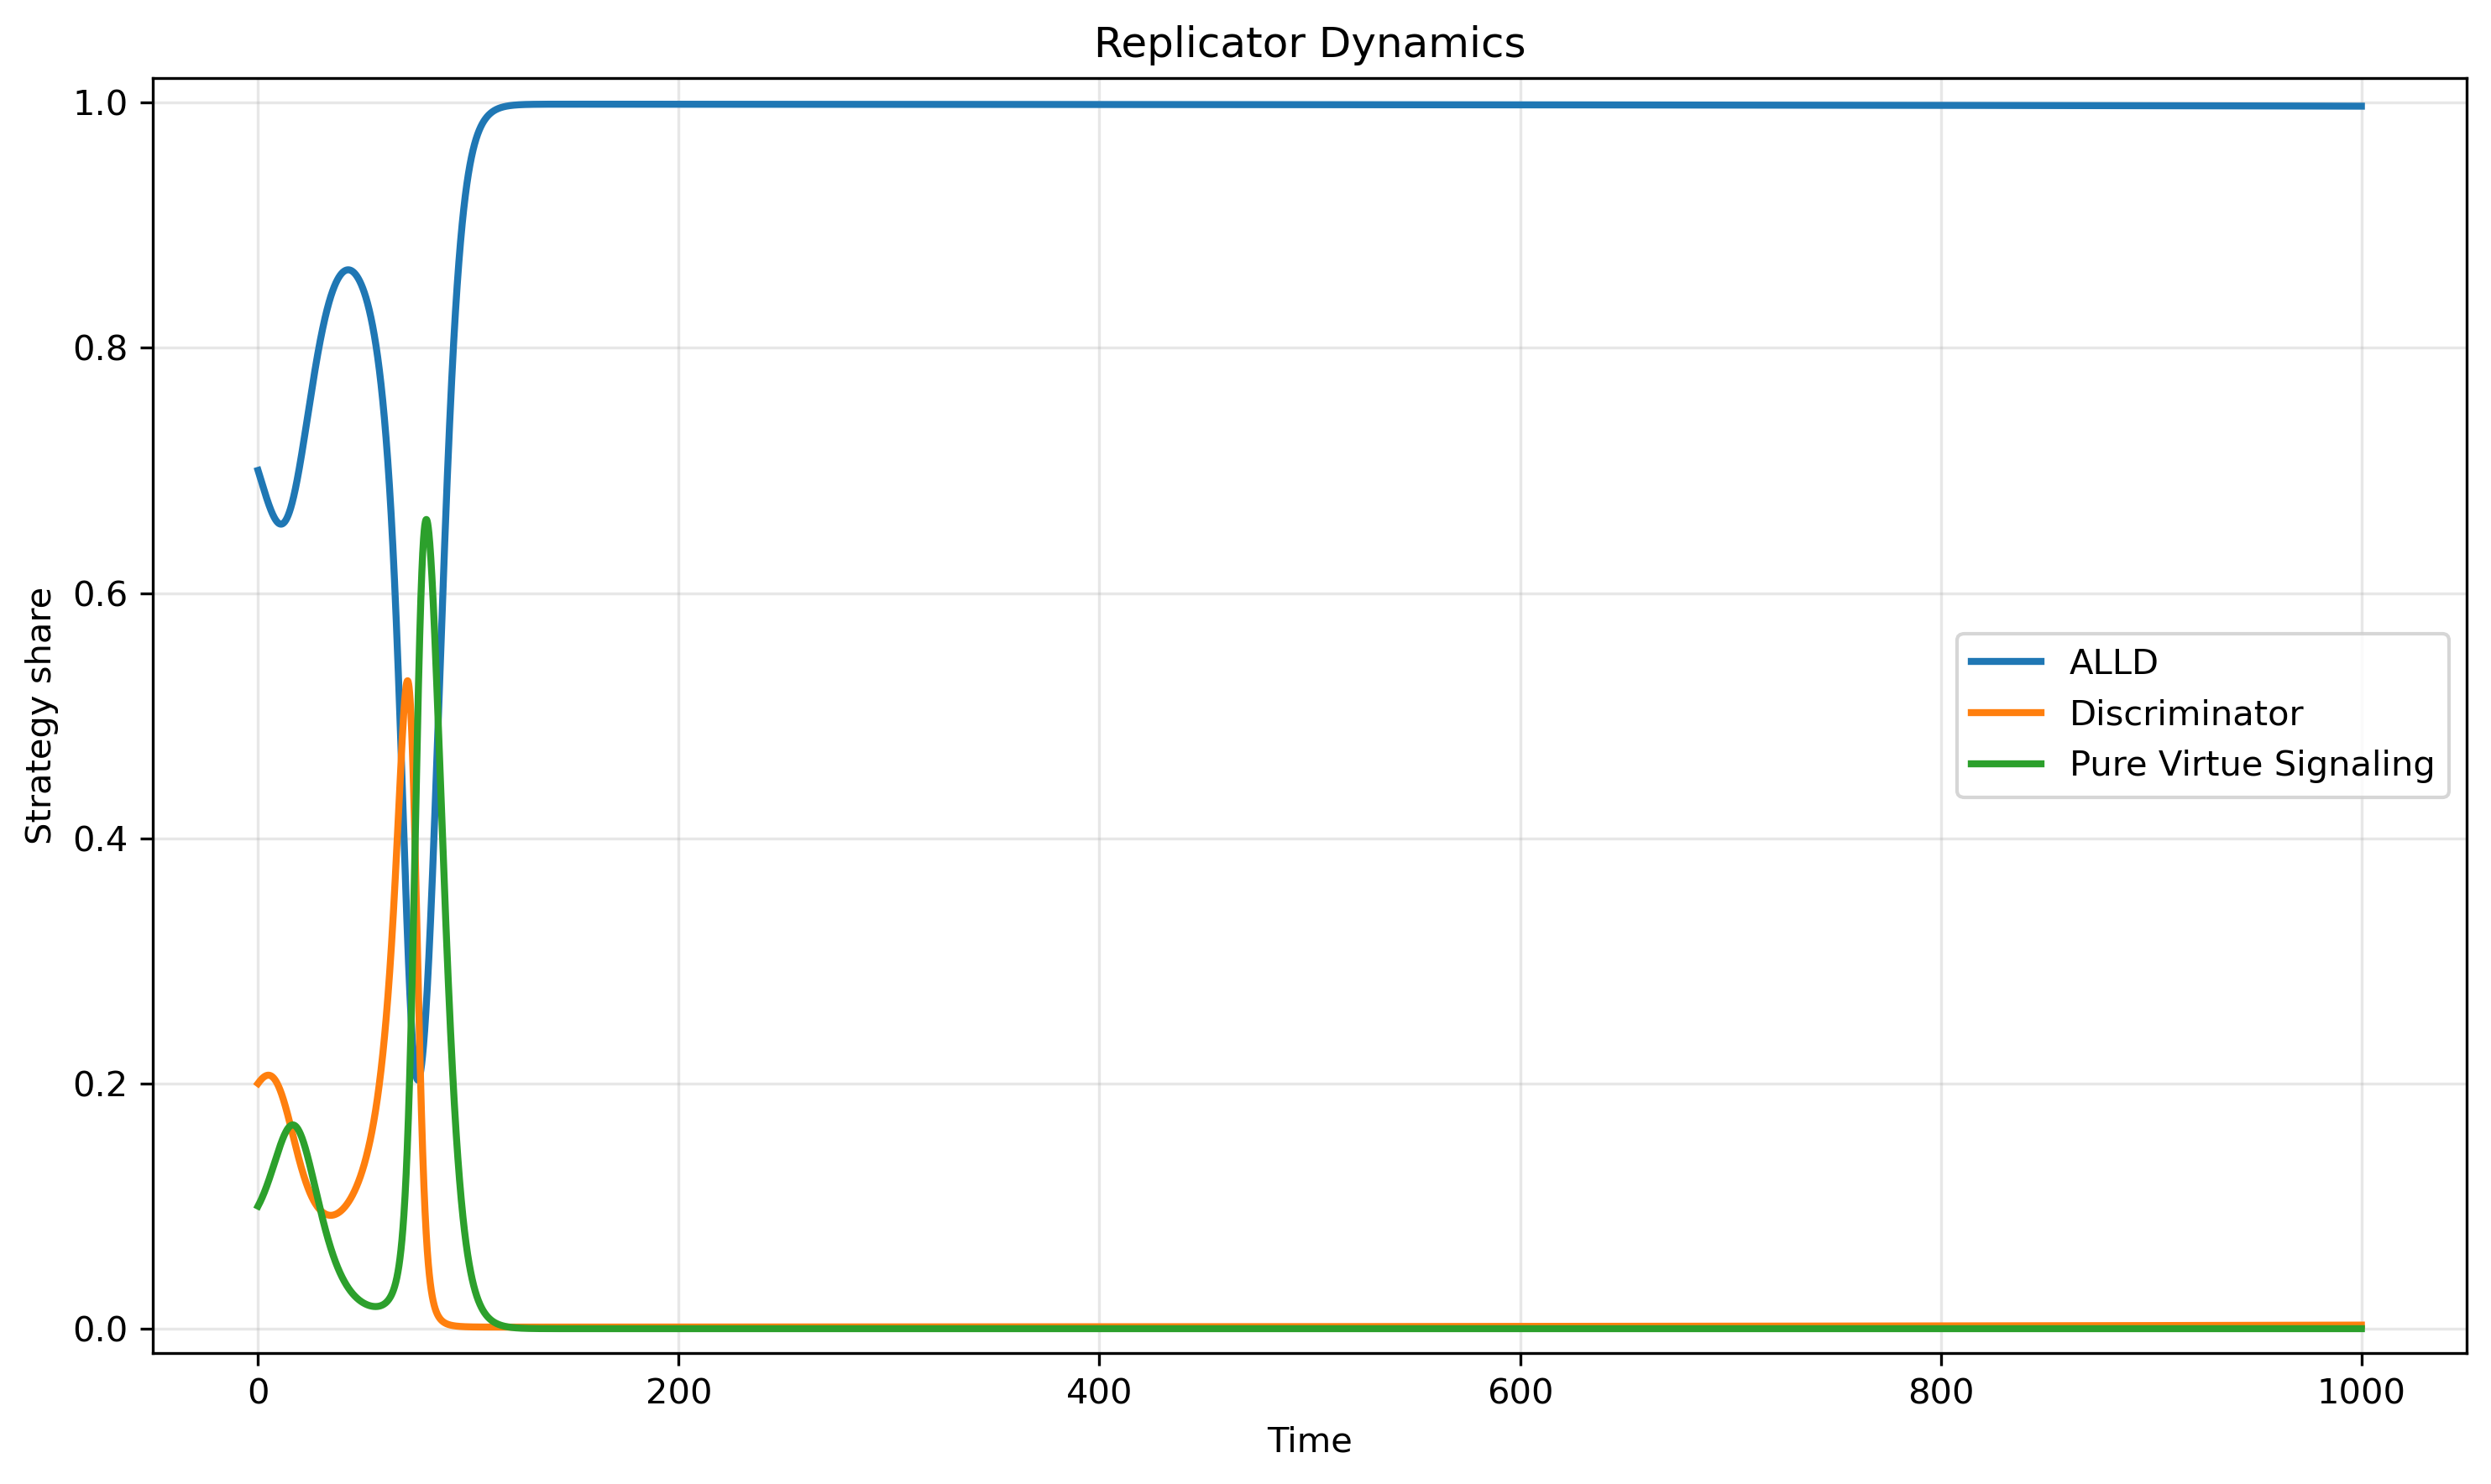 Replicator Dynamics
1.0
0.8
0.6
0.4
0.2
0.0
Strategy share
ALLD
Discriminator
Pure Virtue Signaling
0
200
400
600
800
1000
Time